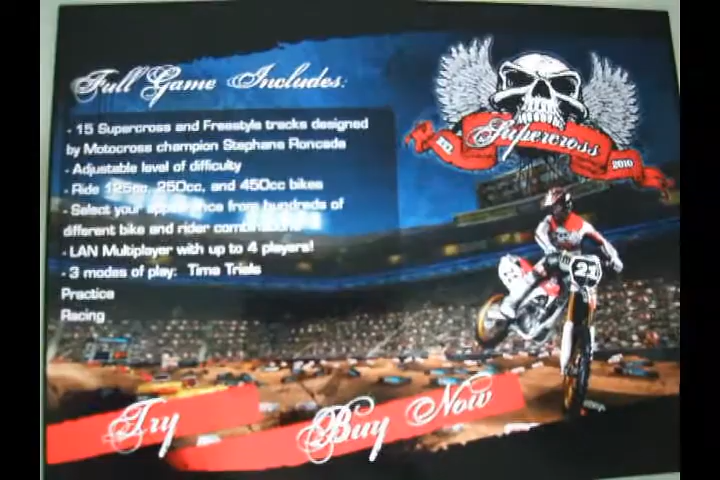 Full Game Includes:
- 15 Supercross and Freestyle tracks designed
by Motocross champion Stephane Roncada
- Adjustable level of difficulty
- Ride 125cc, 250cc, and 450cc bikes
- Select your appearance from hundreds of
different bike and rider combinations
- LAN Multiplayer with up to 4 players!
- 3 modes of play: Time Trials
Practice
Racing
Supercross
2010
21
Try
Buy Now